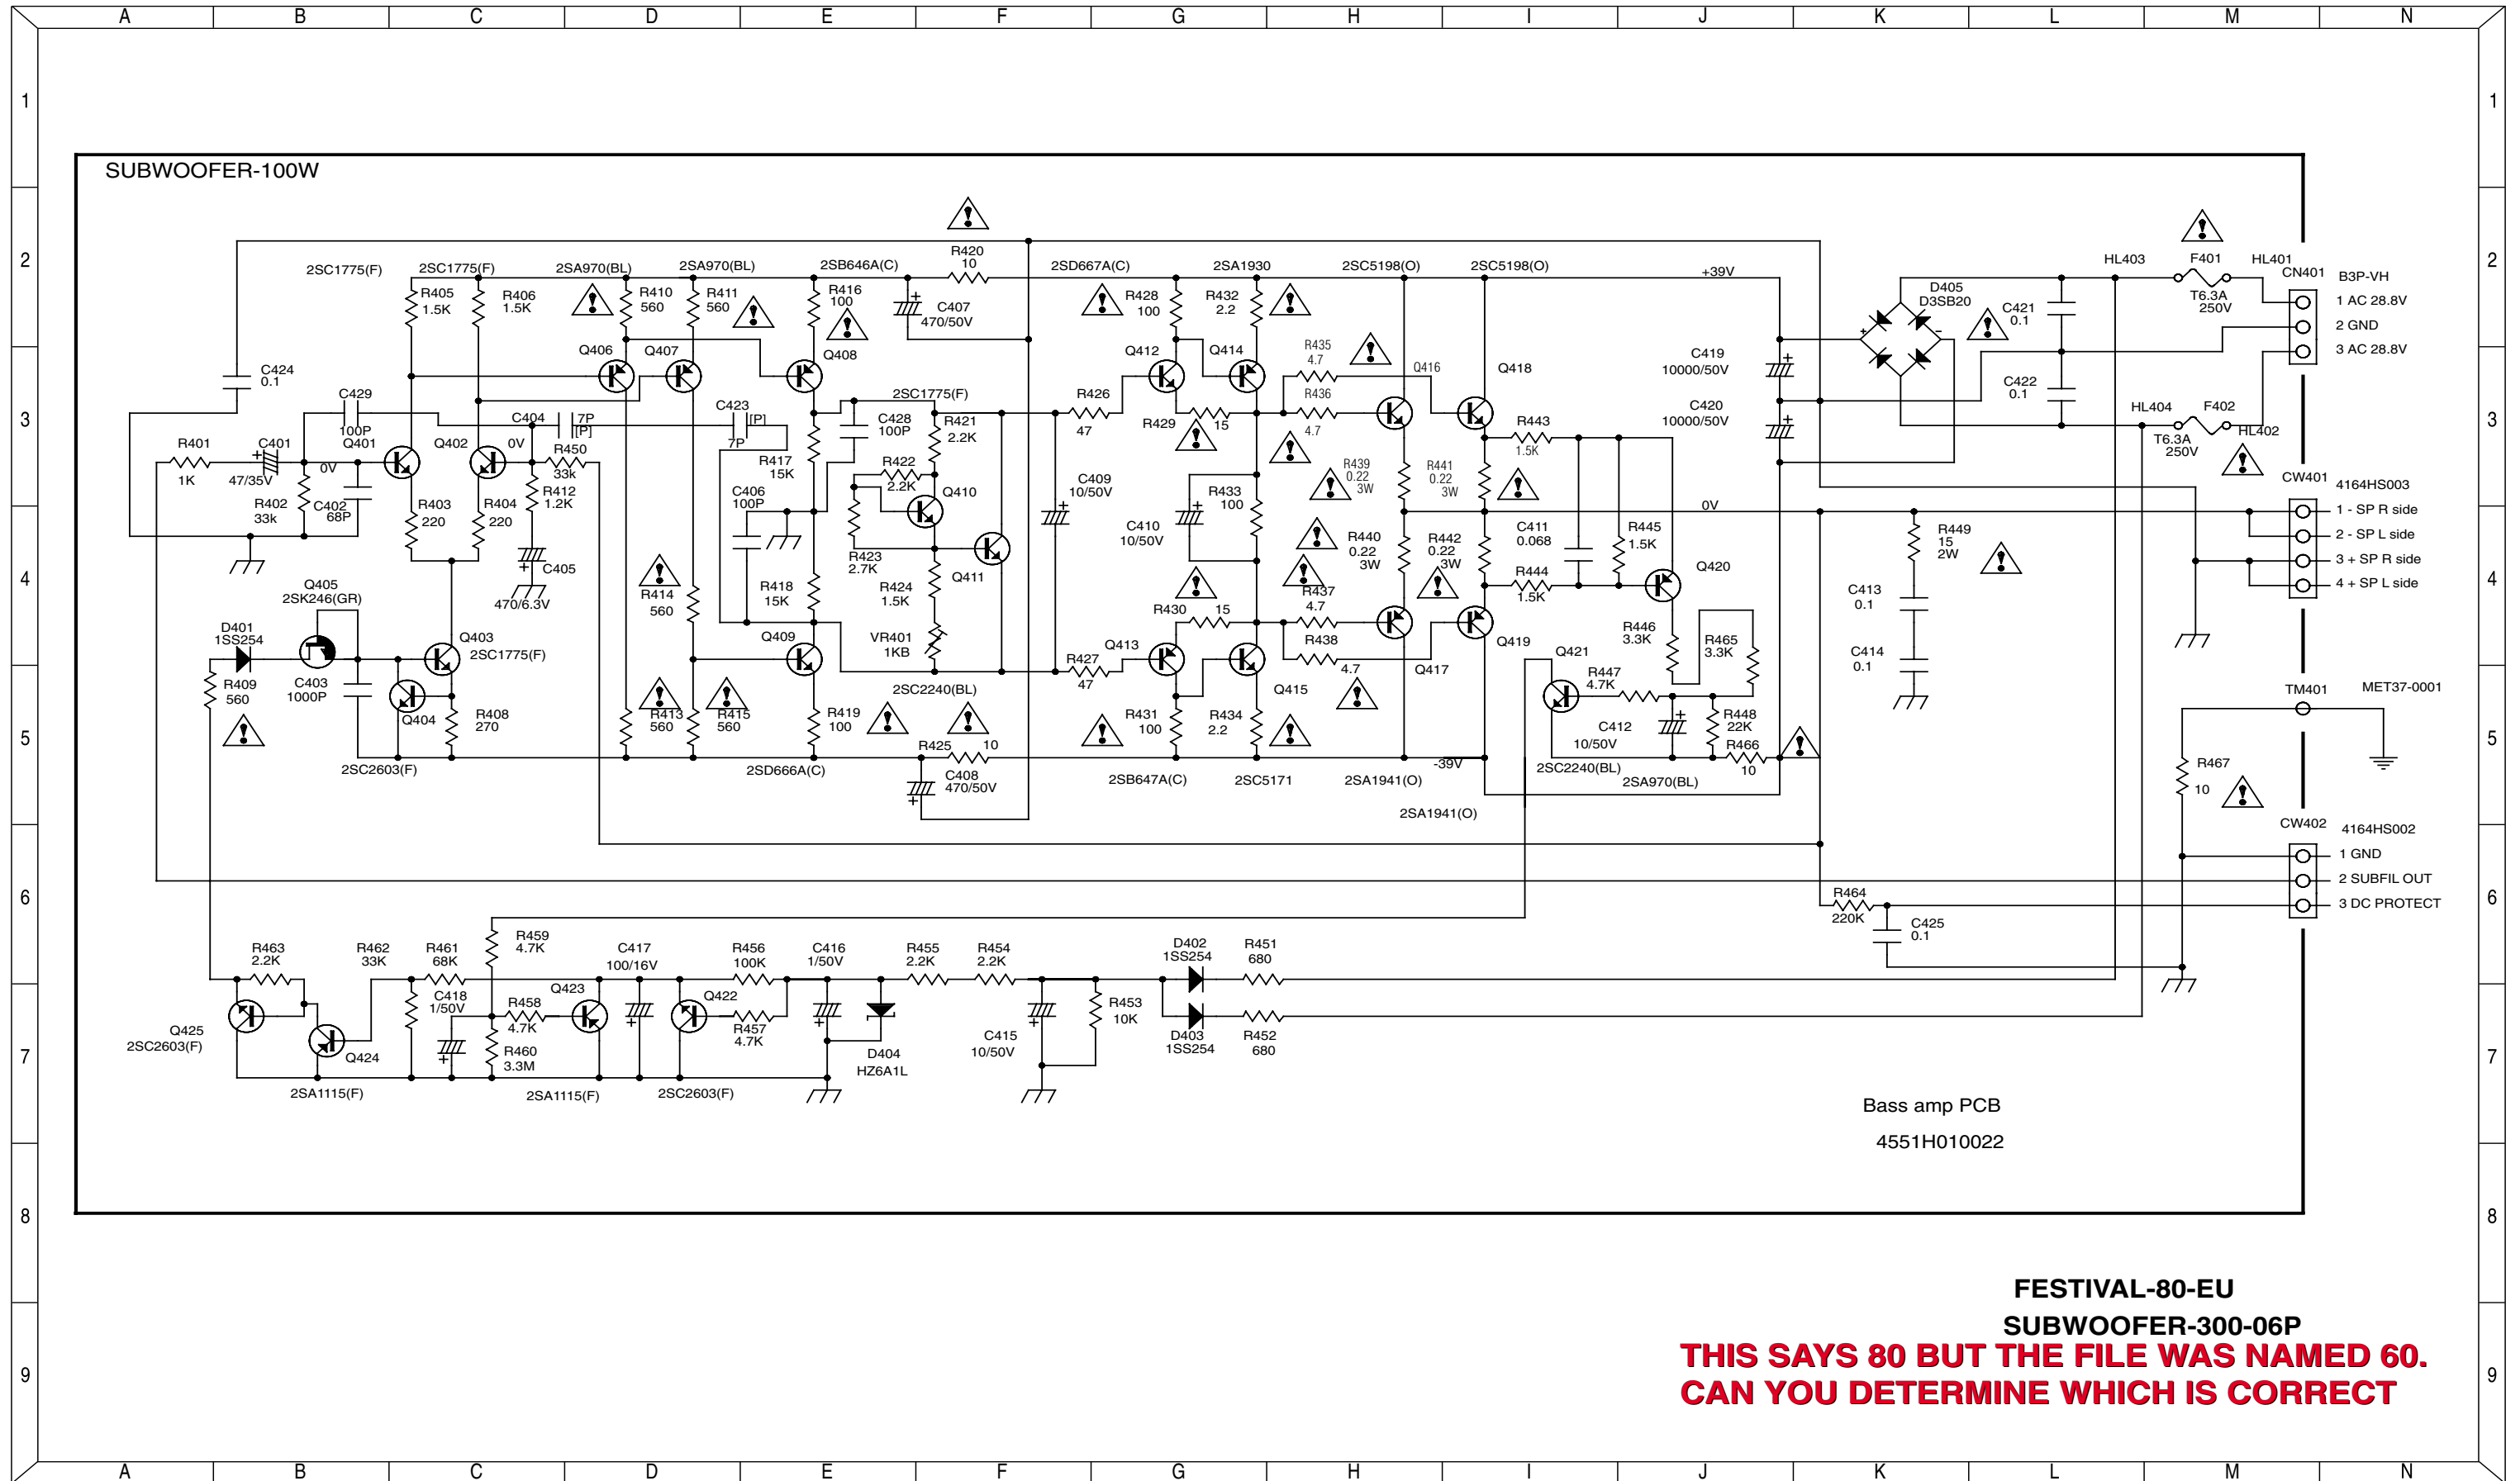 A B C D E F G H I J K L M N
1 1
SUBWOOFER-100W
2 2
2SC1775(F) 2SC1775(F) 2SA970(BL) 2SA970(BL) 2SB646A(C) R420 10 2SD667A(C) 2SA1930 2SC5198(O) 2SC5198(O) +39V HL403 F401 HL401 CN401 B3P-VH
R405 1.5K R406 1.5K R410 560 R411 560 R416 100 C407 470/50V R428 100 R432 2.2 D405 D3SB20 C421 0.1 T6.3A 250V 1 AC 28.8V
2 GND
3 AC 28.8V
Q406 Q407 Q408 Q412 Q414 R435 4.7 Q416 Q418 C419 10000/50V
C424 0.1 C429 100P Q401 Q402 C404 7P [P] C423 [P] 7P 2SC1775(F) C428 100P R421 2.2K R426 47 R436 4.7 C420 10000/50V C422 0.1 HL404 F402 HL402 T6.3A 250V
3 3
R401 1K C401 47/35V 0V 0V R450 33k R417 15K R422 2.2K R429 15 R443 1.5K
R402 33k C402 68P R403 220 R404 220 R412 1.2K C406 100P Q410 C409 10/50V R433 100 R439 0.22 3W R441 0.22 3W CW401 4164HS003
C410 10/50V R440 0.22 3W R442 0.22 3W C411 0.068 R445 1.5K 0V R449 15 2W 1 - SP R side
2 - SP L side
3 + SP R side
4 + SP L side
4 4
C405 470/6.3V R423 2.7K R424 1.5K Q411 R418 15K R414 560 R430 15 R437 4.7 R444 1.5K Q420 C413 0.1
Q405 2SK246(GR) D401 1SS254 Q403 2SC1775(F) Q409 VR401 1KB R427 47 Q413 R438 4.7 Q417 Q419 R446 3.3K R465 3.3K C414 0.1
R409 560 C403 1000P Q404 R408 270 R413 560 R415 560 R419 100 2SC2240(BL) Q415 Q421 R447 4.7K TM401 MET37-0001
5 5
R425 10 R431 100 R434 2.2 C412 10/50V R448 22K R466 10
2SC2603(F) 2SD666A(C) C408 470/50V 2SB647A(C) 2SC5171 2SA1941(O) -39V 2SC2240(BL) 2SA970(BL) R467 10
2SA1941(O)
CW402 4164HS002
1 GND
2 SUBFIL OUT
3 DC PROTECT
6 6
R464 220K C425 0.1
R463 2.2K R462 33K R461 68K R459 4.7K C417 100/16V R456 100K C416 1/50V R455 2.2K R454 2.2K D402 1SS254 R451 680
Q425 2SC2603(F) Q424 C418 1/50V R458 4.7K Q423 Q422 R457 4.7K D404 HZ6A1L C415 10/50V R453 10K D403 1SS254 R452 680
7 7
R460 3.3M
2SA1115(F) 2SA1115(F) 2SC2603(F)
Bass amp PCB
4551H010022
8 8
FESTIVAL-80-EU
SUBWOOFER-300-06P
THIS SAYS 80 BUT THE FILE WAS NAMED 60.
9 9
CAN YOU DETERMINE WHICH IS CORRECT
A B C D E F G H I J K L M N